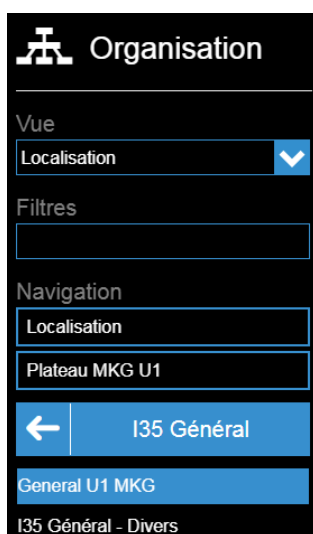 Organisation
Vue
Localisation
Filtres
Navigation
Localisation
Plateau MKG U1
I35 Général
General U1 MKG
I35 Général - Divers